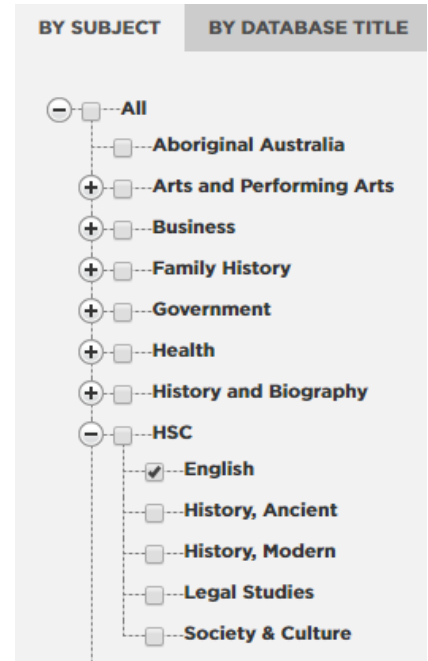 BY SUBJECT BY DATABASE TITLE
All
Aboriginal Australia
Arts and Performing Arts
Business
Family History
Government
Health
History and Biography
HSC
English
History, Ancient
History, Modern
Legal Studies
Society & Culture